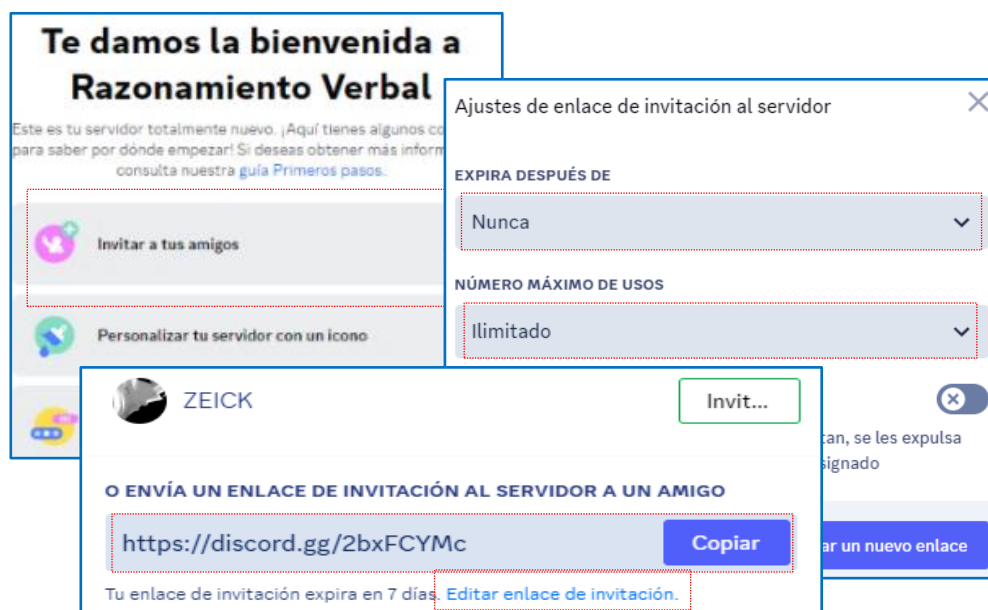 Te damos la bienvenida a
Razonamiento Verbal
Este es tu servidor totalmente nuevo. ¡Aquí tienes algunos co
para saber por dónde empezar! Si deseas obtener más inform
consulta nuestra guía Primeros pasos.
Invitar a tus amigos
Personalizar tu servidor con un icono
Ajustes de enlace de invitación al servidor
EXPIRA DESPUÉS DE
Nunca
NÚMERO MÁXIMO DE USOS
Ilimitado
tan, se les expulsa
signado
ar un nuevo enlace
ZEICK
Invit...
O ENVÍA UN ENLACE DE INVITACIÓN AL SERVIDOR A UN AMIGO
https://discord.gg/2bxFCYMc
Copiar
Tu enlace de invitación expira en 7 días. Editar enlace de invitación.